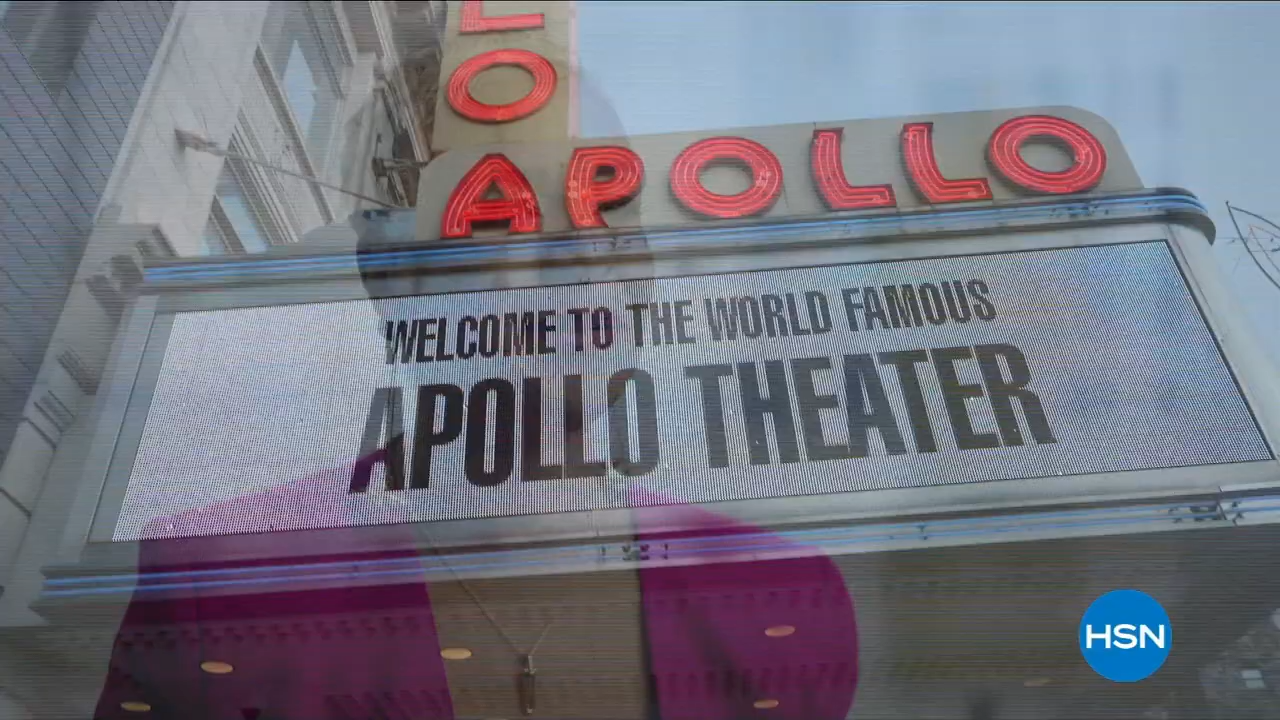 L
O
APOLLO
WELCOME TO THE WORLD FAMOUS
APOLLO THEATER
HSN